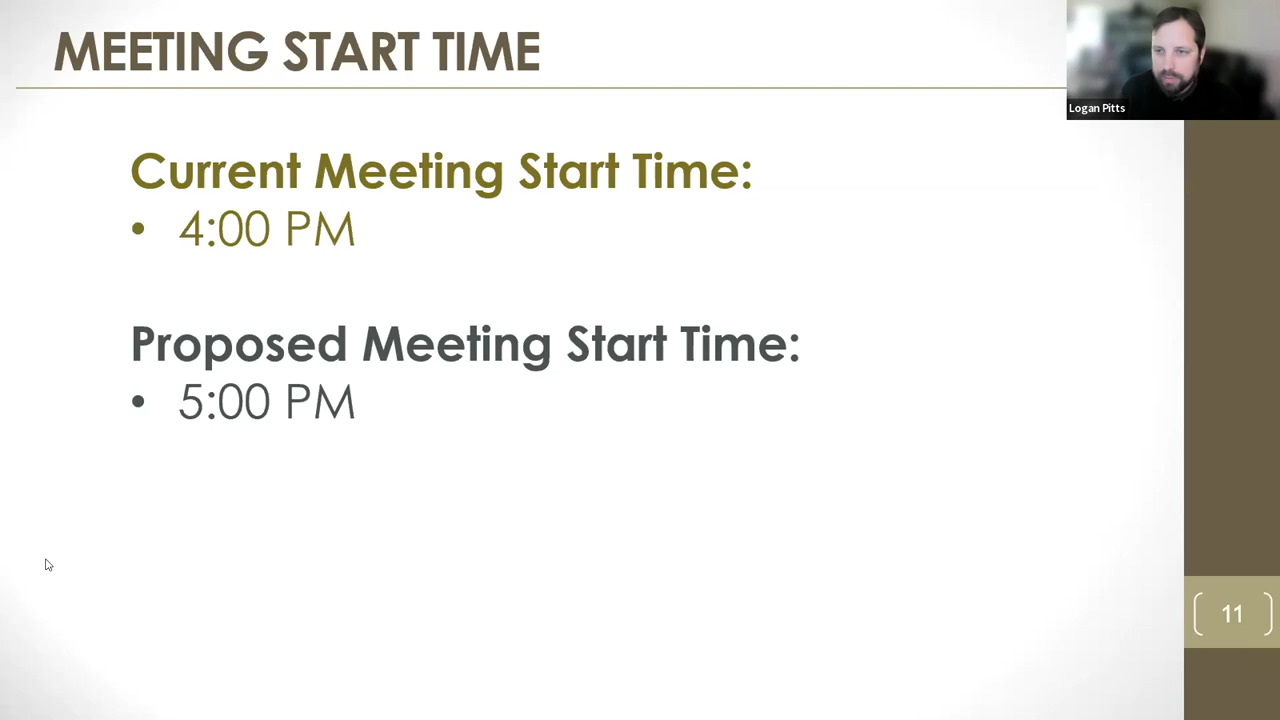 MEETING START TIME
Logan Pitts
Current Meeting Start Time:
• 4:00 PM
Proposed Meeting Start Time:
• 5:00 PM
11